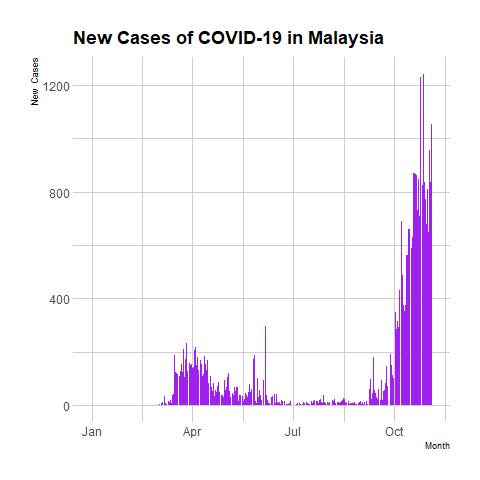 New Cases of COVID-19 in Malaysia
New Cases
1200
800
400
0
Jan Apr Jul Oct
Month